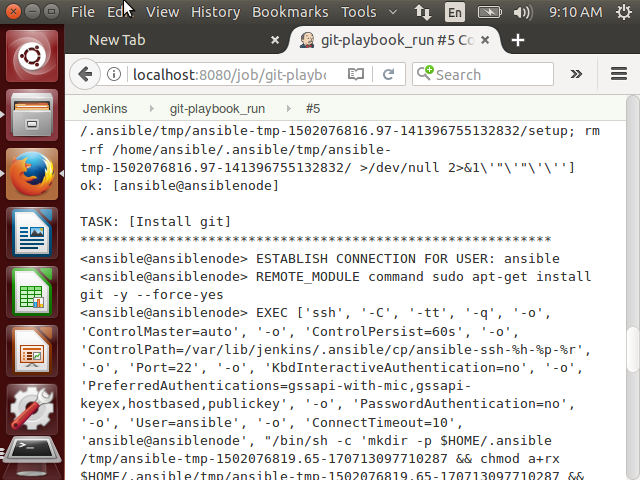 File Edit View History Bookmarks Tools En 9:10 AM
New Tab git-playbook_run #5 Co
localhost:8080/job/git-playbo Search
Jenkins git-playbook_run #5
/.ansible/tmp/ansible-tmp-1502076816.97-141396755132832/setup; rm
-rf /home/ansible/.ansible/tmp/ansible-
tmp-1502076816.97-141396755132832/ >/dev/null 2>&1\'"\'"\'\'']
ok: [ansible@ansiblenode]
TASK: [Install git]
***********************************************************
<ansible@ansiblenode> ESTABLISH CONNECTION FOR USER: ansible
<ansible@ansiblenode> REMOTE_MODULE command sudo apt-get install
git -y --force-yes
<ansible@ansiblenode> EXEC ['ssh', '-C', '-tt', '-q', '-o',
'ControlMaster=auto', '-o', 'ControlPersist=60s', '-o',
'ControlPath=/var/lib/jenkins/.ansible/cp/ansible-ssh-%h-%p-%r',
'-o', 'Port=22', '-o', 'KbdInteractiveAuthentication=no', '-o',
'PreferredAuthentications=gssapi-with-mic,gssapi-
keyex,hostbased,publickey', '-o', 'PasswordAuthentication=no',
'-o', 'User=ansible', '-o', 'ConnectTimeout=10',
'ansible@ansiblenode', "/bin/sh -c 'mkdir -p $HOME/.ansible
/tmp/ansible-tmp-1502076819.65-170713097710287 && chmod a+rx
$HOME/.ansible/tmp/ansible-tmp-1502076819.65-170713097710287 &&